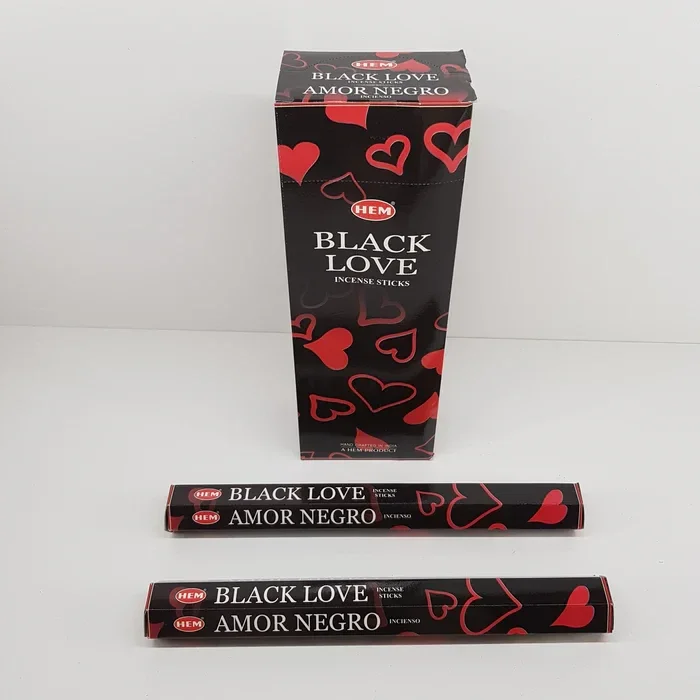 HEM
BLACK LOVE
INCENSE STICKS
AMOR NEGRO
INCIENSO
HEM
BLACK
LOVE
INCENSE STICKS
HAND CRAFTED IN INDIA
A HEM PRODUCT
HEM BLACK LOVE INCENSE STICKS
HEM AMOR NEGRO INCIENSO
HEM BLACK LOVE INCENSE STICKS
HEM AMOR NEGRO INCIENSO